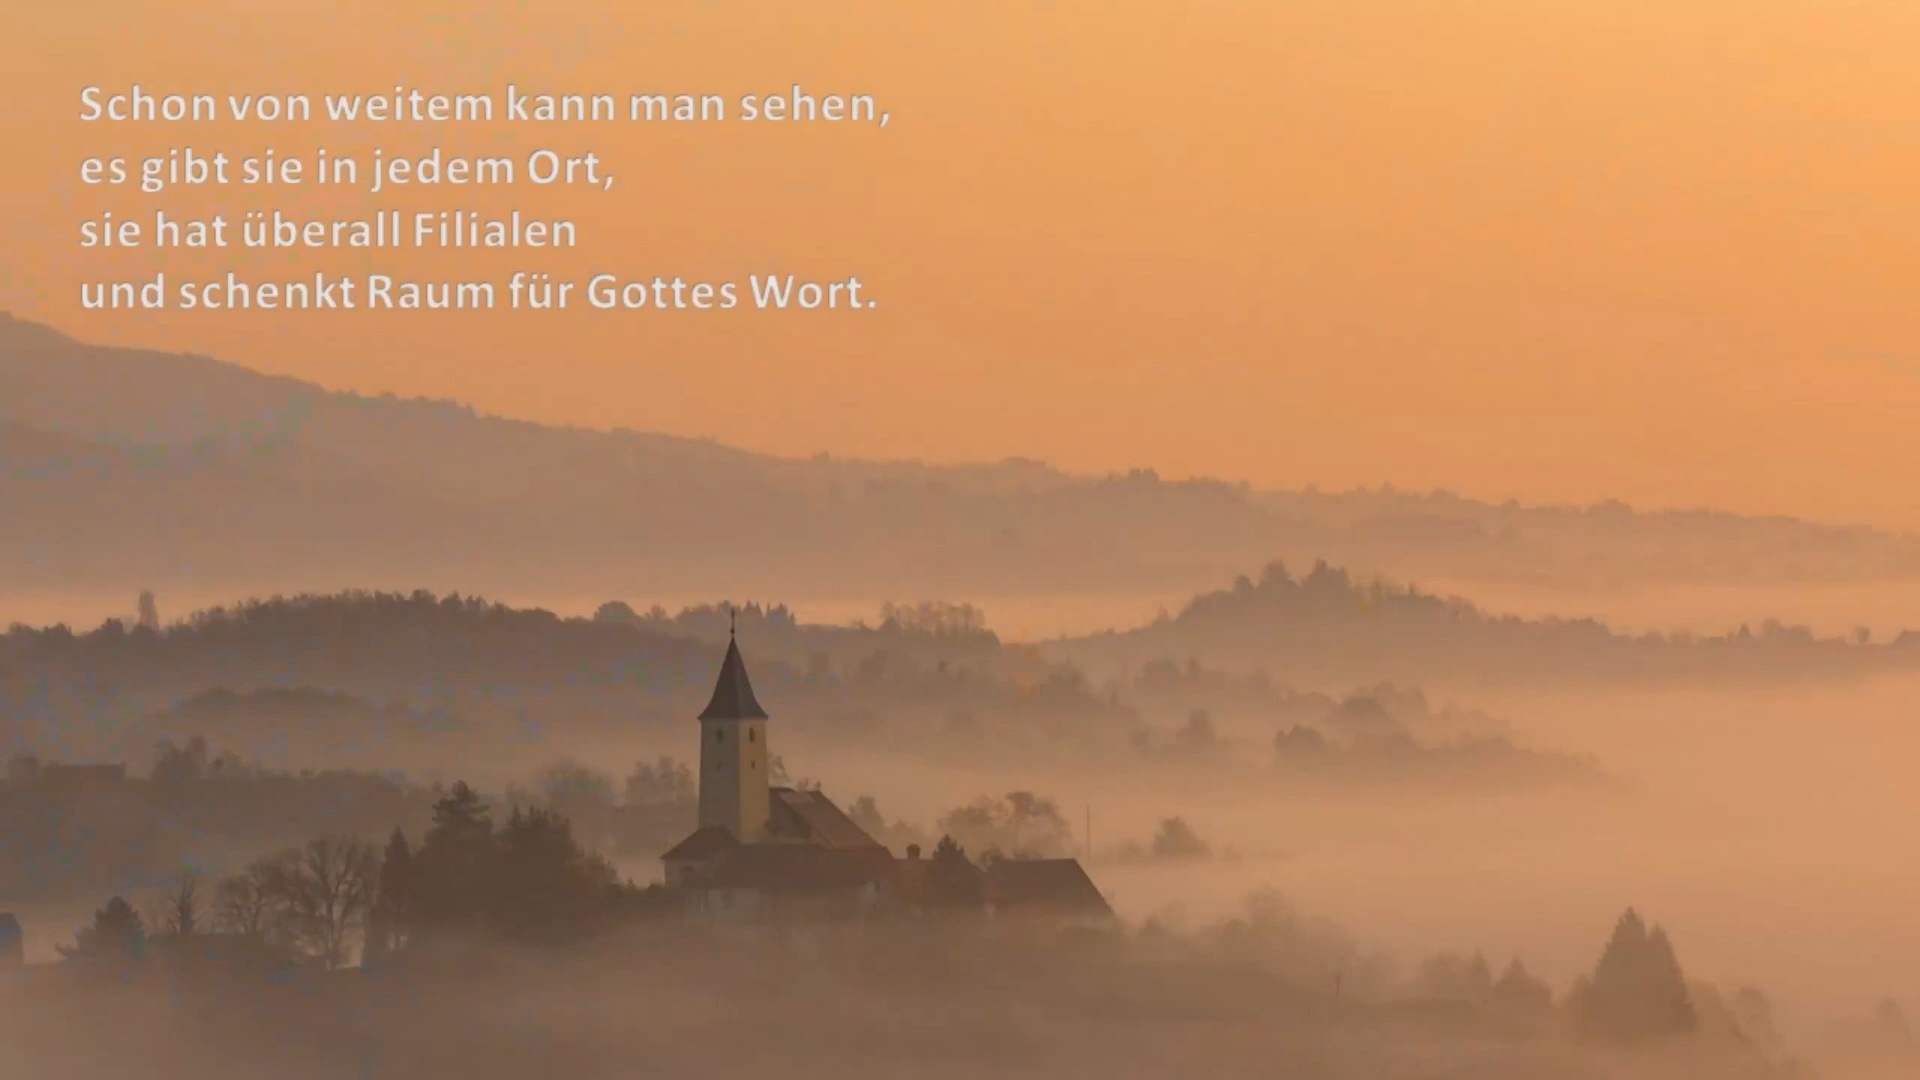 Schon von weitem kann man sehen,
es gibt sie in jedem Ort,
sie hat überall Filialen
und schenkt Raum für Gottes Wort.